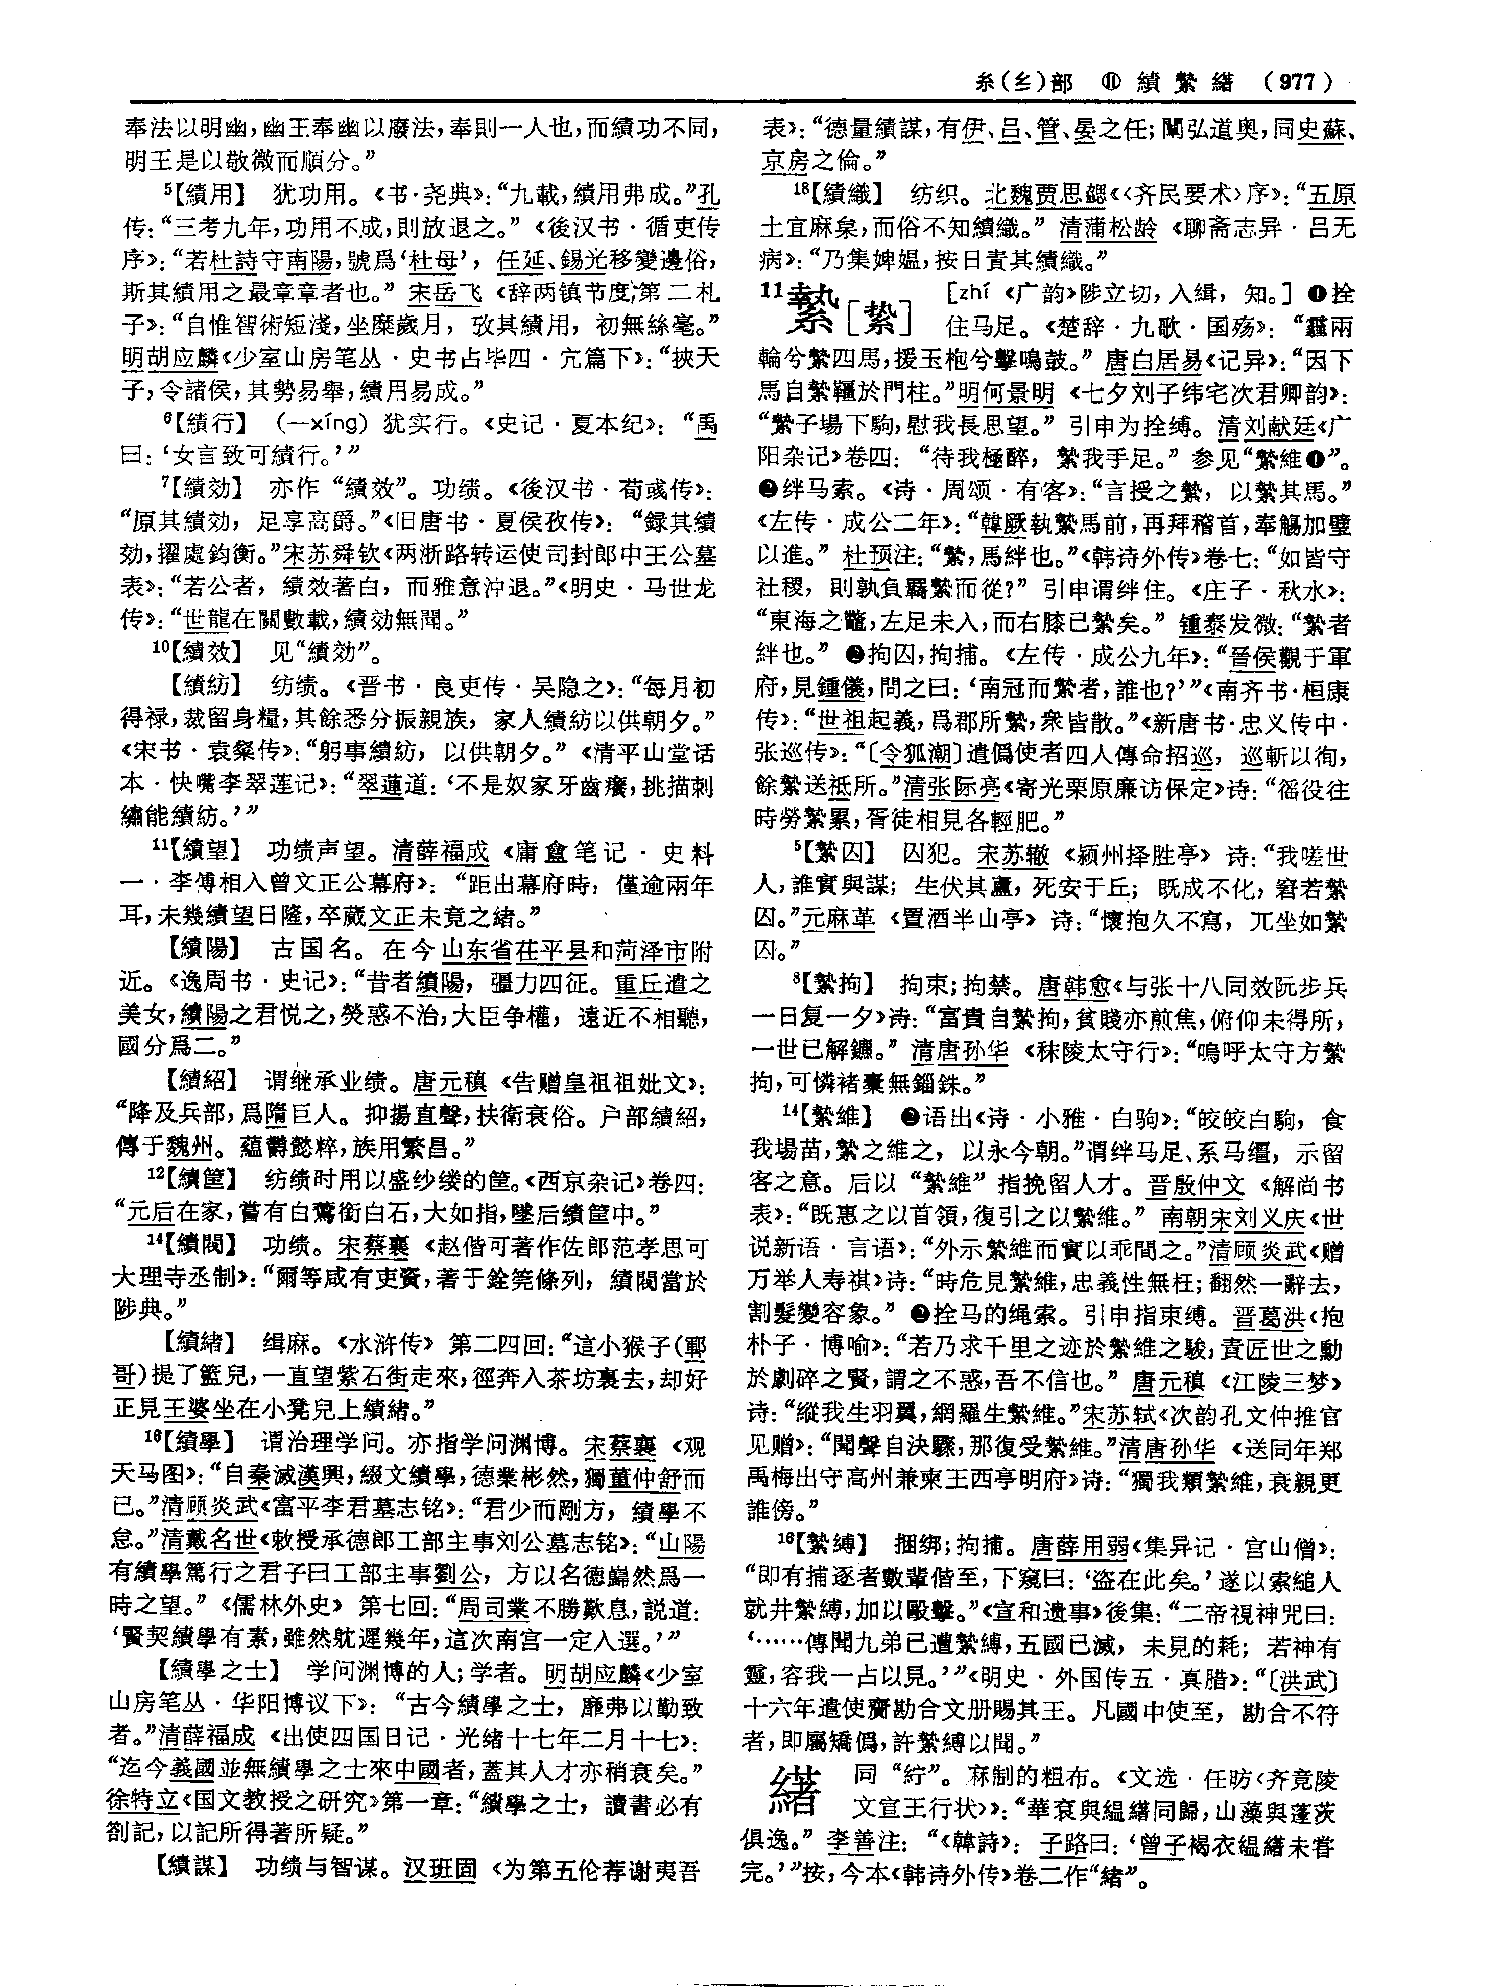 糸(纟)部　⑪ 績 縶 𦄂 (977)
奉法以明幽，幽王奉幽以廢法，奉則一人也，而績功不同，
明王是以敬微而順分。”
⁵【績用】　犹功用。《书·尧典》：“九載，績用弗成。”孔
传：“三考九年，功用不成，則放退之。”《後汉书·循吏传
序》：“若杜詩守南陽，號爲‘杜母’，任延、錫光移變邊俗，
斯其績用之最章章者也。”宋岳飞《辞两镇节度第二札
子》：“自惟智術短淺，坐糜歲月，攷其績用，初無絲毫。”
明胡应麟《少室山房笔丛·史书占毕四·宂篇下》：“挾天
子，令諸侯，其勢易舉，績用易成。”
⁶【績行】　(—xíng) 犹实行。《史记·夏本纪》：“禹
曰：‘女言致可績行。’”
⁷【績効】　亦作“績效”。功绩。《後汉书·荀彧传》：
“原其績効，足享高爵。”《旧唐书·夏侯孜传》：“録其績
効，擢處鈞衡。”宋苏舜钦《两浙路转运使司封郎中王公墓
表》：“若公者，績效著白，而雅意沖退。”《明史·马世龙
传》：“世龍在關數載，績効無聞。”
¹⁰【績效】　见“績効”。
【績紡】　纺绩。《晋书·良吏传·吴隐之》：“每月初
得禄，裁留身糧，其餘悉分振親族，家人績紡以供朝夕。”
《宋书·袁粲传》：“躬事績紡，以供朝夕。”《清平山堂话
本·快嘴李翠莲记》：“翠蓮道：‘不是奴家牙齒癢，挑描刺
繡能績紡。’”
¹¹【績望】　功绩声望。清薛福成《庸盦笔记·史料
一·李傅相入曾文正公幕府》：“距出幕府時，僅逾兩年
耳，未幾績望日隆，卒蕆文正未竟之緒。”
【績陽】　古国名。在今山东省茌平县和菏泽市附
近。《逸周书·史记》：“昔者績陽，彊力四征。重丘遣之
美女，績陽之君悦之，熒惑不治，大臣争權，遠近不相聽，
國分爲二。”
【績紹】　谓继承业绩。唐元稹《告赠皇祖祖妣文》：
“降及兵部，爲隋巨人。抑揚直聲，扶衛衰俗。户部績紹，
傳于魏州。藴鬱懿粹，族用繁昌。”
¹²【績筐】　纺绩时用以盛纱缕的筐。《西京杂记》卷四：
“元后在家，嘗有白鷰銜白石，大如指，墜后績筐中。”
¹⁴【績閥】　功绩。宋蔡襄《赵偕可著作佐郎范孝思可
大理寺丞制》：“爾等咸有吏資，著于銓筦條列，績閥當於
陟典。”
【績緒】　缉麻。《水浒传》第二四回：“這小猴子(鄆
哥)提了籃兒，一直望紫石街走來，徑奔入茶坊裏去，却好
正見王婆坐在小凳兒上績緒。”
¹⁶【績學】　谓治理学问。亦指学问渊博。宋蔡襄《观
天马图》：“自秦滅漢興，綴文績學，德業彬然，獨董仲舒而
已。”清顾炎武《富平李君墓志铭》：“君少而剛方，績學不
怠。”清戴名世《敕授承德郎工部主事刘公墓志铭》：“山陽
有績學篤行之君子曰工部主事劉公，方以名德巋然爲一
時之望。”《儒林外史》第七回：“周司業不勝歎息，説道：
‘賢契績學有素，雖然躭遲幾年，這次南宫一定入選。’”
【績學之士】　学问渊博的人；学者。明胡应麟《少室
山房笔丛·华阳博议下》：“古今績學之士，靡弗以勤致
者。”清薛福成《出使四国日记·光绪十七年二月十七》：
“迄今義國並無績學之士來中國者，蓋其人才亦稍衰矣。”
徐特立《国文教授之研究》第一章：“績學之士，讀書必有
劄記，以記所得著所疑。”
【績謀】　功绩与智谋。汉班固《为第五伦荐谢夷吾
表》：“德量績謀，有伊、吕、管、晏之任；闡弘道奥，同史蘇、
京房之倫。”
¹⁸【績織】　纺织。北魏贾思勰《〈齐民要术〉序》：“五原
土宜麻枲，而俗不知績織。”清蒲松龄《聊斋志异·吕无
病》：“乃集婢媪，按日責其績織。”
11縶[絷]　[zhí《广韵》陟立切，入缉，知。] ❶拴
住马足。《楚辞·九歌·国殇》：“霾兩
輪兮縶四馬，援玉枹兮擊鳴鼓。”唐白居易《记异》：“因下
馬自縶韁於門柱。”明何景明《七夕刘子纬宅次君卿韵》：
“縶子場下駒，慰我長思望。”引申为拴缚。清刘献廷《广
阳杂记》卷四：“待我極醉，縶我手足。”参见“縶維❶”。
❷绊马索。《诗·周颂·有客》：“言授之縶，以縶其馬。”
《左传·成公二年》：“韓厥執縶馬前，再拜稽首，奉觴加璧
以進。”杜预注：“縶，馬絆也。”《韩诗外传》卷七：“如皆守
社稷，則孰負羈縶而從？”引申谓绊住。《庄子·秋水》：
“東海之鼈，左足未入，而右膝已縶矣。”鍾泰发微：“縶者
絆也。”❸拘囚，拘捕。《左传·成公九年》：“晉侯觀于軍
府，見鍾儀，問之曰：‘南冠而縶者，誰也？’”《南齐书·桓康
传》：“世祖起義，爲郡所縶，衆皆散。”《新唐书·忠义传中·
张巡传》：“〔令狐潮〕遣僞使者四人傳命招巡，巡斬以徇，
餘縶送祗所。”清张际亮《寄光栗原廉访保定》诗：“徭役往
時勞縶累，胥徒相見各輕肥。”
⁵【縶囚】　囚犯。宋苏辙《颍州择胜亭》诗：“我嗟世
人，誰實與謀；生伏其廬，死安于丘；既成不化，窘若縶
囚。”元麻革《置酒半山亭》诗：“懷抱久不寫，兀坐如縶
囚。”
⁸【縶拘】　拘束；拘禁。唐韩愈《与张十八同效阮步兵
一日复一夕》诗：“富貴自縶拘，貧賤亦煎焦，俯仰未得所，
一世已解鑣。”清唐孙华《秣陵太守行》：“嗚呼太守方縶
拘，可憐褚橐無錙銖。”
¹⁴【縶維】　❶语出《诗·小雅·白驹》：“皎皎白駒，食
我場苗，縶之維之，以永今朝。”谓绊马足、系马缰，示留
客之意。后以“縶維”指挽留人才。晋殷仲文《解尚书
表》：“既惠之以首領，復引之以縶維。”南朝宋刘义庆《世
说新语·言语》：“外示縶維而實以乖間之。”清顾炎武《赠
万举人寿祺》诗：“時危見縶維，忠義性無枉；翻然一辭去，
割髮變容象。”❷拴马的绳索。引申指束缚。晋葛洪《抱
朴子·博喻》：“若乃求千里之迹於縶維之駿，責匠世之勳
於劇碎之賢，謂之不惑，吾不信也。”唐元稹《江陵三梦》
诗：“縱我生羽翼，網羅生縶維。”宋苏轼《次韵孔文仲推官
见赠》：“聞聲自決驟，那復受縶維。”清唐孙华《送同年郑
禹梅出守高州兼柬王西亭明府》诗：“獨我類縶維，衰親更
誰傍。”
¹⁶【縶縛】　捆绑；拘捕。唐薛用弱《集异记·宫山僧》：
“即有捕逐者數輩偕至，下窺曰：‘盜在此矣。’遂以索縋人
就井縶縛，加以毆擊。”《宣和遗事》後集：“二帝視神咒曰：
‘……傳聞九弟已遭縶縛，五國已滅，未見的耗；若神有
靈，容我一占以見。’”《明史·外国传五·真腊》：“〔洪武〕
十六年遣使齎勘合文册賜其王。凡國中使至，勘合不符
者，即屬矯僞，許縶縛以聞。”
𦄂　同“紵”。麻制的粗布。《文选·任昉〈齐竟陵
文宣王行状〉》：“華衮與緼𦄂同歸，山藻與蓬茨
俱逸。”李善注：“《韓詩》：子路曰：‘曾子褐衣緼𦄂未嘗
完。’”按，今本《韩诗外传》卷二作“緒”。